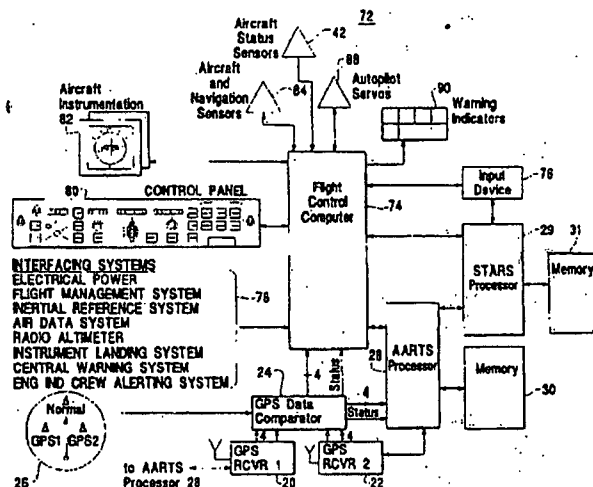 72
Aircraft
Status
Sensors
42
Aircraft
and
Navigation
Sensors
84
88
Autopilot
Servos
90
Warning
Indicators
Aircraft
Instrumentation
82
80
CONTROL PANEL
Flight
Control
Computer
74
Input
Device
76
29
STARS
Processor
31
Memory
INTERFACING SYSTEMS
ELECTRICAL POWER
FLIGHT MANAGEMENT SYSTEM
INERTIAL REFERENCE SYSTEM
AIR DATA SYSTEM
RADIO ALTIMETER
INSTRUMENT LANDING SYSTEM
CENTRAL WARNING SYSTEM
ENG IND CREW ALERTING SYSTEM
78
28
AARTS
Processor
Memory
30
4
Status
24
GPS Data
Comparator
4
Status
Normal
GPS1 GPS2
26
4
4
GPS
RCVR 1
20
GPS
RCVR 2
22
to AARTS
Processor 28